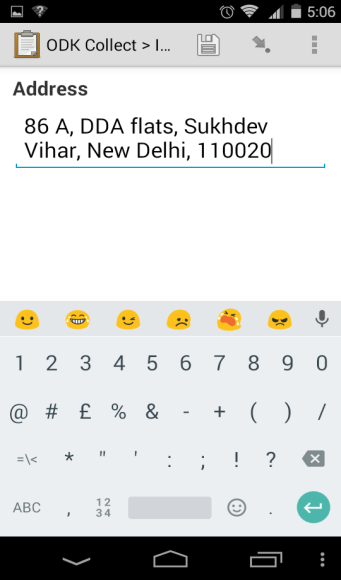 5:06
ODK Collect > I...
Address
86 A, DDA flats, Sukhdev
Vihar, New Delhi, 110020
1 2 3 4 5 6 7 8 9 0
@ # £ % & - + ( ) /
=\< * " ' : ; ! ?
ABC , 12 34 .